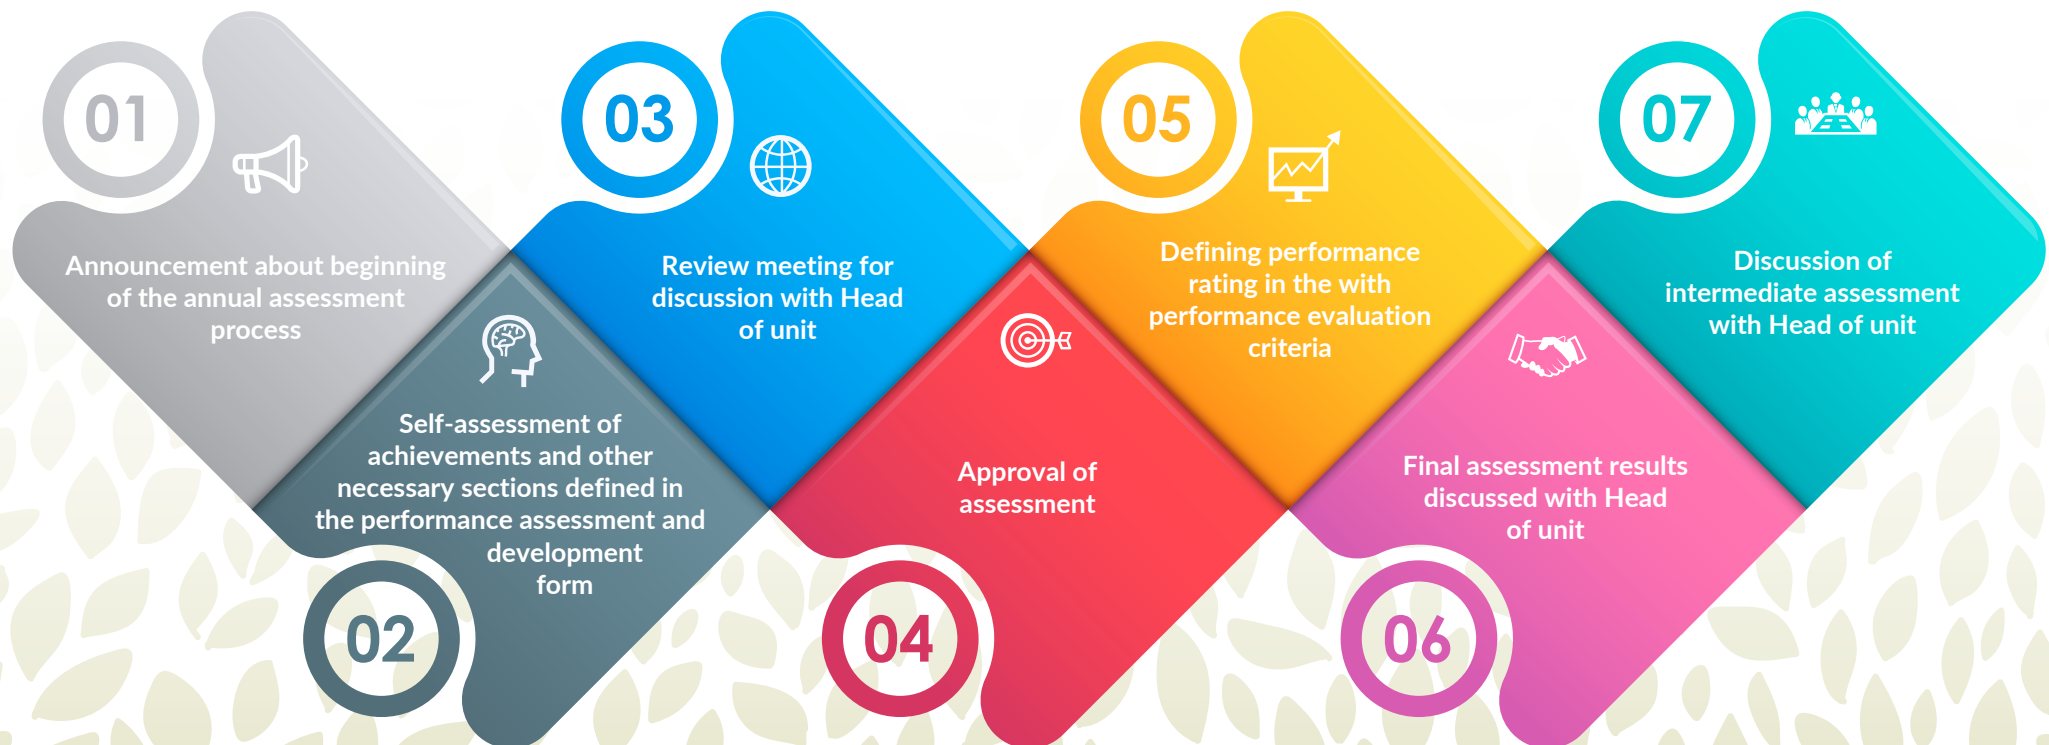 01
Announcement about beginning
of the annual assessment
process
02
Self-assessment of
achievements and other
necessary sections defined in
the performance assessment and
development
form
03
Review meeting for
discussion with Head
of unit
04
Approval of
assessment
05
Defining performance
rating in the with
performance evaluation
criteria
06
Final assessment results
discussed with Head
of unit
07
Discussion of
intermediate assessment
with Head of unit